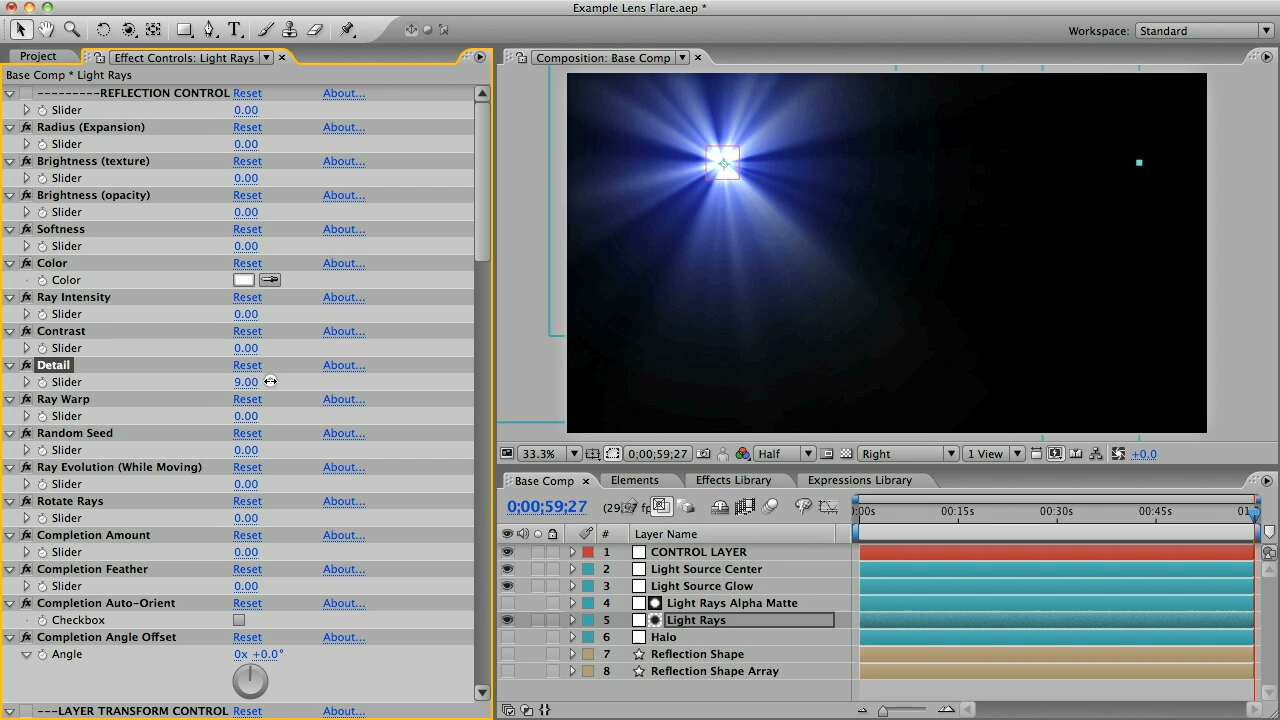 Example Lens Flare.aep *
Workspace: Standard
Project
Effect Controls: Light Rays
Base Comp * Light Rays
---------REFLECTION CONTROL Reset About...
Slider 0.00
Radius (Expansion) Reset About...
Slider 0.00
Brightness (texture) Reset About...
Slider 0.00
Brightness (opacity) Reset About...
Slider 0.00
Softness Reset About...
Slider 0.00
Color Reset About...
Color
Ray Intensity Reset About...
Slider 0.00
Contrast Reset About...
Slider 0.00
Detail Reset About...
Slider 9.00
Ray Warp Reset About...
Slider 0.00
Random Seed Reset About...
Slider 0.00
Ray Evolution (While Moving) Reset About...
Slider 0.00
Rotate Rays Reset About...
Slider 0.00
Completion Amount Reset About...
Slider 0.00
Completion Feather Reset About...
Slider 0.00
Completion Auto-Orient Reset About...
Checkbox
Completion Angle Offset Reset About...
Angle 0x +0.0°
---LAYER TRANSFORM CONTROL Reset About...
Composition: Base Comp
33.3% 0;00;59;27 Half Right 1 View +0.0
Base Comp Elements Effects Library Expressions Library
0;00;59;27
:00s 00:15s 00:30s 00:45s 01:
# Layer Name
1 CONTROL LAYER
2 Light Source Center
3 Light Source Glow
4 Light Rays Alpha Matte
5 Light Rays
6 Halo
7 Reflection Shape
8 Reflection Shape Array